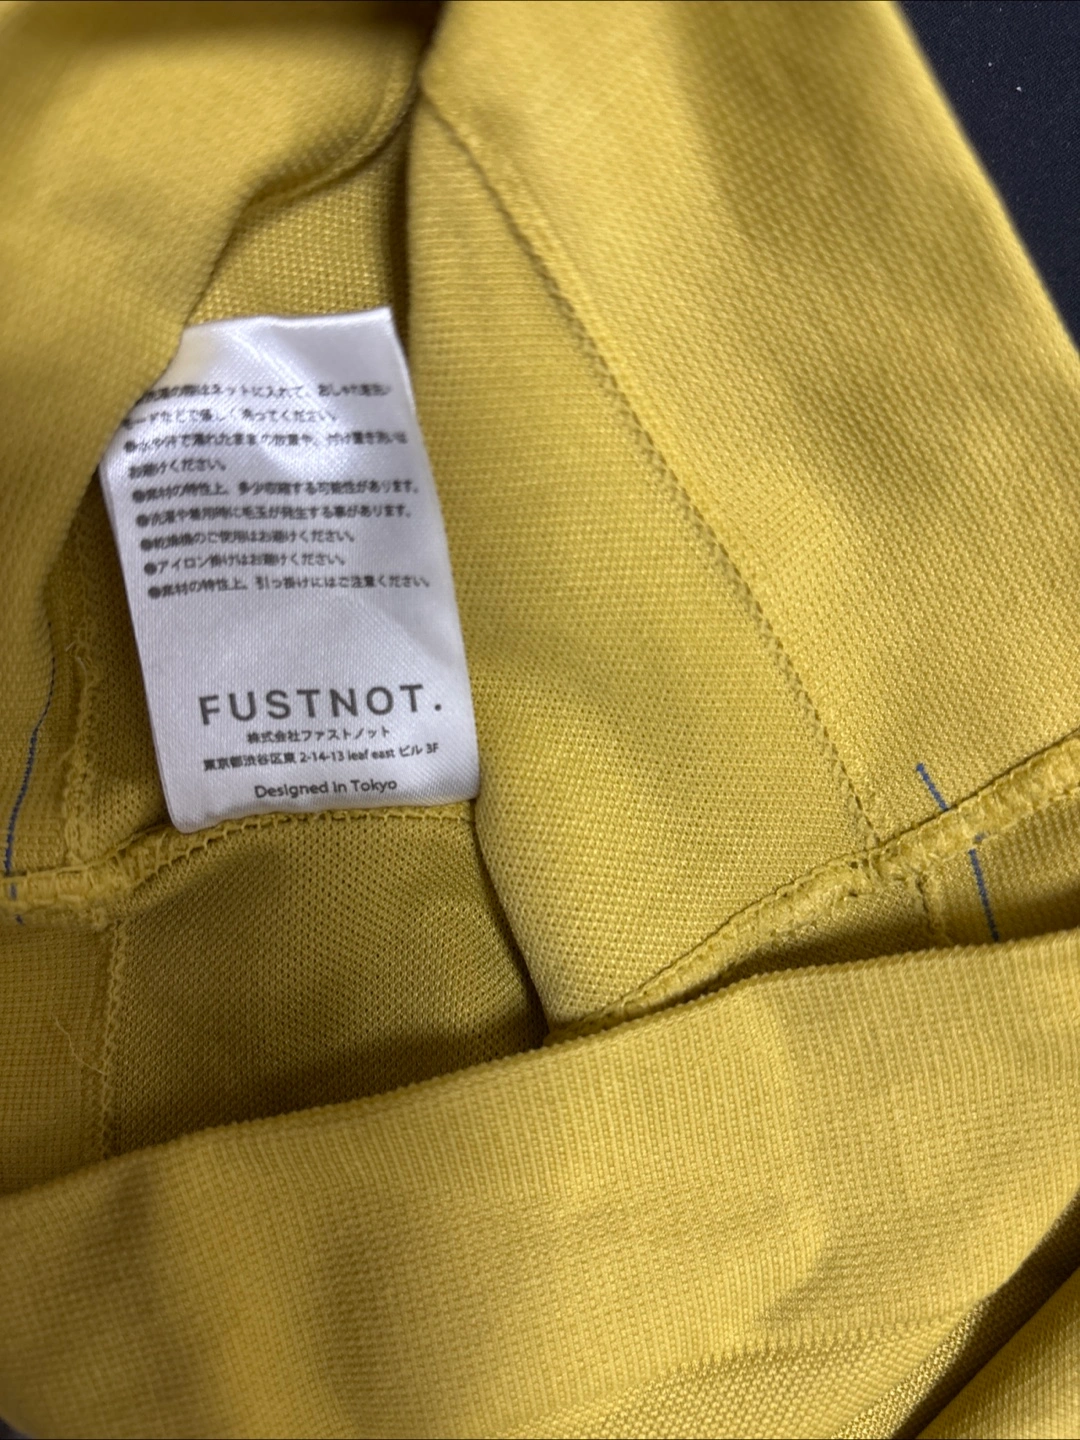 洗濯の際はネットに入れて、おしゃれ着洗い
モードなどで優しく洗ってください。
●水や汗で濡れたままの放置や、付け置き洗いは
お避けください。
●素材の特性上、多少収縮する可能性があります。
●洗濯や着用時に毛玉が発生する事があります。
●乾燥機のご使用はお避けください。
●アイロン掛けはお避けください。
●素材の特性上、引っ掛けにはご注意ください。
FUSTNOT.
株式会社ファストノット
東京都渋谷区東 2-14-13 leaf east ビル 3F
Designed in Tokyo